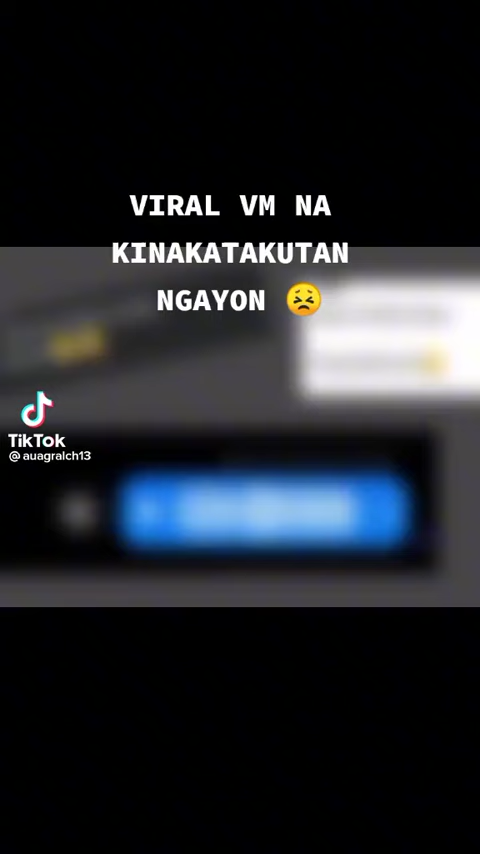 VIRAL VM NA
KINAKATAKUTAN
NGAYON 😣
TikTok
@ auagralch13